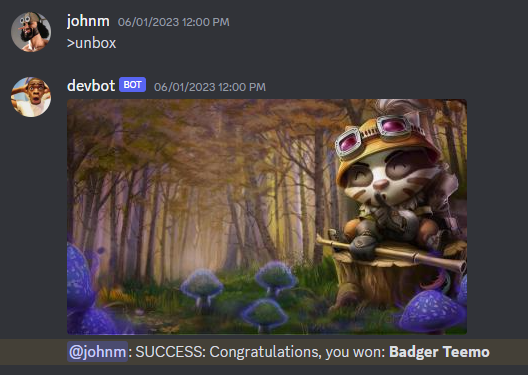 johnm 06/01/2023 12:00 PM
>unbox
devbot BOT 06/01/2023 12:00 PM
@johnm: SUCCESS: Congratulations, you won: Badger Teemo